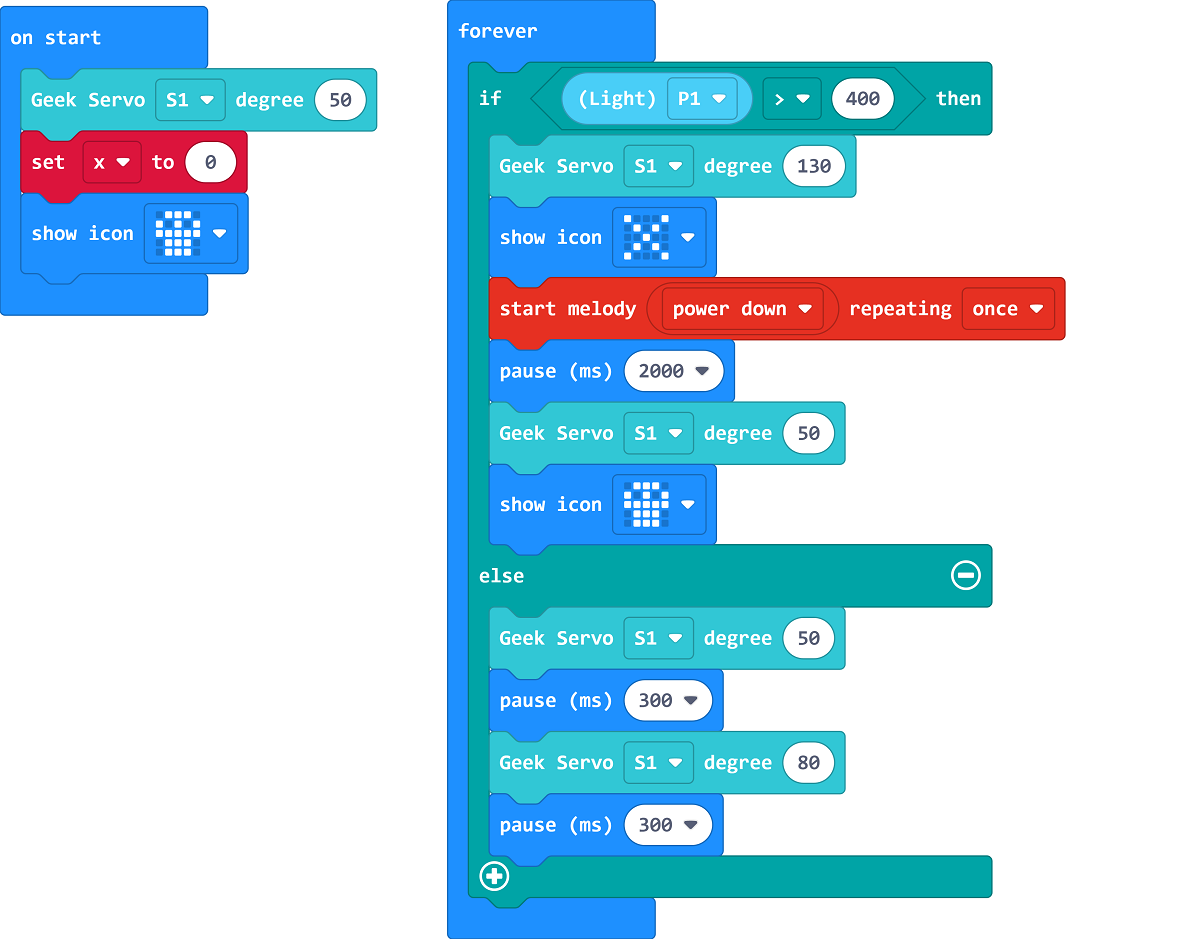 on start
Geek Servo S1 degree 50
set x to 0
show icon
forever
if (Light) P1 > 400 then
Geek Servo S1 degree 130
show icon
start melody power down repeating once
pause (ms) 2000
Geek Servo S1 degree 50
show icon
else
Geek Servo S1 degree 50
pause (ms) 300
Geek Servo S1 degree 80
pause (ms) 300